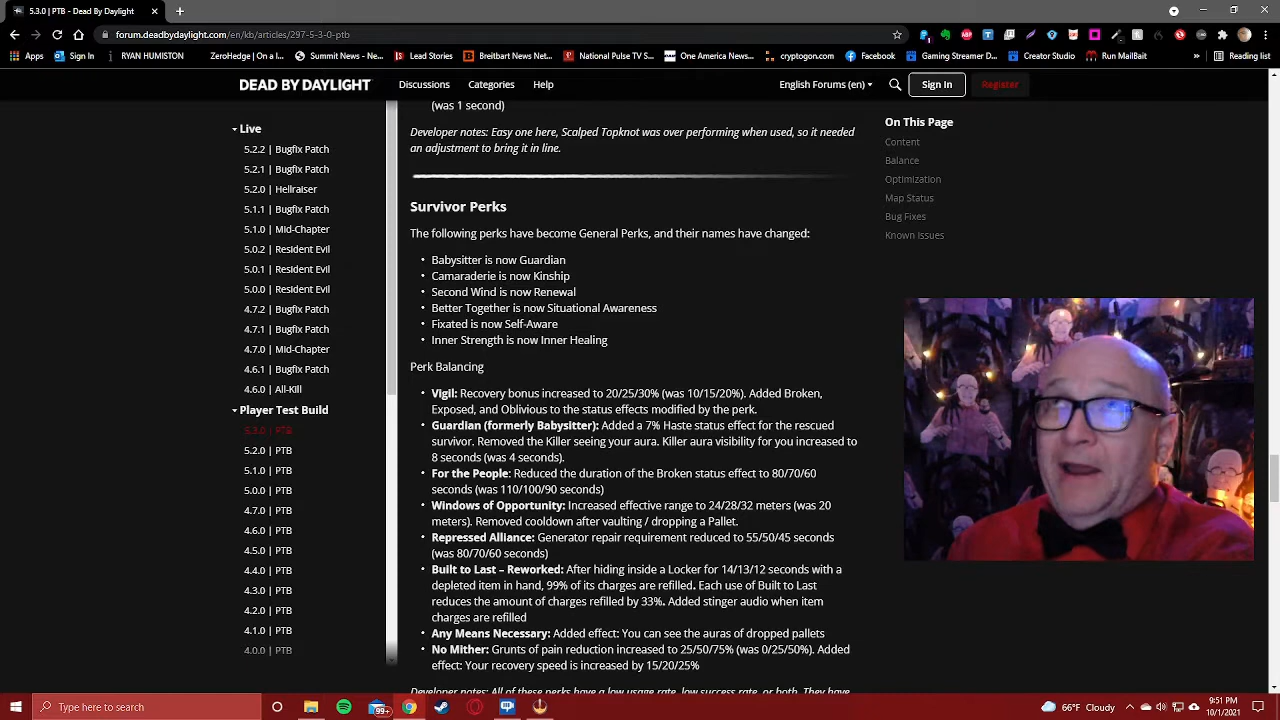 5.3.0 | PTB - Dead by Daylight
forum.deadbydaylight.com/en/kb/articles/297-5-3-0-ptb
Apps Sign In RYAN HUMISTON ZeroHedge | On a... Summit News - Ne... Lead Stories Breitbart News Net... National Pulse TV S... One America News... cryptogon.com Facebook Gaming Streamer D... Creator Studio Run MailBait » Reading list
DEAD BY DAYLIGHT Discussions Categories Help English Forums (en) Sign In Register
Live
5.2.2 | Bugfix Patch
5.2.1 | Bugfix Patch
5.2.0 | Hellraiser
5.1.1 | Bugfix Patch
5.1.0 | Mid-Chapter
5.0.2 | Resident Evil
5.0.1 | Resident Evil
5.0.0 | Resident Evil
4.7.2 | Bugfix Patch
4.7.1 | Bugfix Patch
4.7.0 | Mid-Chapter
4.6.1 | Bugfix Patch
4.6.0 | All-Kill
Player Test Build
5.3.0 | PTB
5.2.0 | PTB
5.1.0 | PTB
5.0.0 | PTB
4.7.0 | PTB
4.6.0 | PTB
4.5.0 | PTB
4.4.0 | PTB
4.3.0 | PTB
4.2.0 | PTB
4.1.0 | PTB
4.0.0 | PTB
(was 1 second)
Developer notes: Easy one here, Scalped Topknot was over performing when used, so it needed
an adjustment to bring it in line.
Survivor Perks
The following perks have become General Perks, and their names have changed:
• Babysitter is now Guardian
• Camaraderie is now Kinship
• Second Wind is now Renewal
• Better Together is now Situational Awareness
• Fixated is now Self-Aware
• Inner Strength is now Inner Healing
Perk Balancing
• Vigil: Recovery bonus increased to 20/25/30% (was 10/15/20%). Added Broken,
Exposed, and Oblivious to the status effects modified by the perk.
• Guardian (formerly Babysitter): Added a 7% Haste status effect for the rescued
survivor. Removed the Killer seeing your aura. Killer aura visibility for you increased to
8 seconds (was 4 seconds).
• For the People: Reduced the duration of the Broken status effect to 80/70/60
seconds (was 110/100/90 seconds)
• Windows of Opportunity: Increased effective range to 24/28/32 meters (was 20
meters). Removed cooldown after vaulting / dropping a Pallet.
• Repressed Alliance: Generator repair requirement reduced to 55/50/45 seconds
(was 80/70/60 seconds)
• Built to Last – Reworked: After hiding inside a Locker for 14/13/12 seconds with a
depleted item in hand, 99% of its charges are refilled. Each use of Built to Last
reduces the amount of charges refilled by 33%. Added stinger audio when item
charges are refilled
• Any Means Necessary: Added effect: You can see the auras of dropped pallets
• No Mither: Grunts of pain reduction increased to 25/50/75% (was 0/25/50%). Added
effect: Your recovery speed is increased by 15/20/25%
Developer notes: All of these perks have a low usage rate, low success rate, or both. They have
On This Page
Content
Balance
Optimization
Map Status
Bug Fixes
Known Issues
Type here to search
99+
66°F Cloudy
9:51 PM
10/1/2021